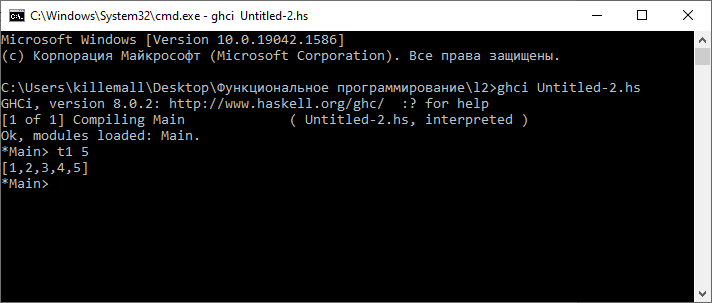 C:\Windows\System32\cmd.exe - ghci Untitled-2.hs
Microsoft Windows [Version 10.0.19042.1586]
(c) Корпорация Майкрософт (Microsoft Corporation). Все права защищены.
C:\Users\killemall\Desktop\Функциональное программирование\l2>ghci Untitled-2.hs
GHCi, version 8.0.2: http://www.haskell.org/ghc/  :? for help
[1 of 1] Compiling Main             ( Untitled-2.hs, interpreted )
Ok, modules loaded: Main.
*Main> t1 5
[1,2,3,4,5]
*Main>